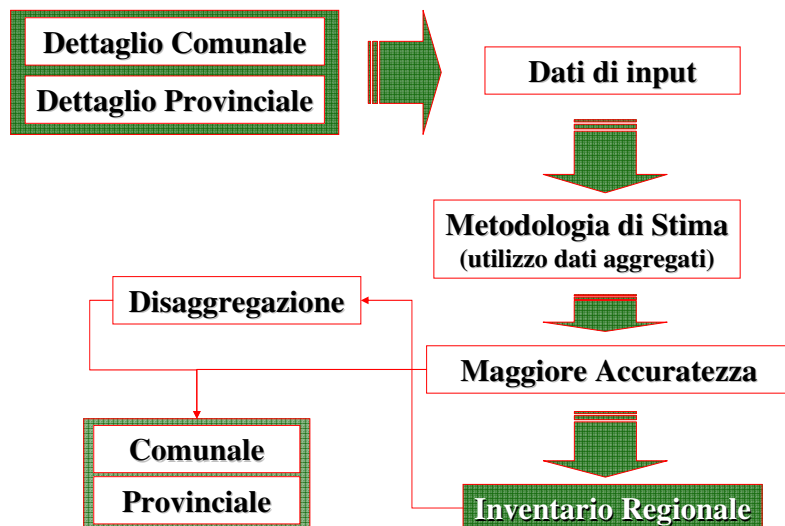 Dettaglio Comunale
Dettaglio Provinciale
Dati di input
Metodologia di Stima
(utilizzo dati aggregati)
Disaggregazione
Maggiore Accuratezza
Comunale
Provinciale
Inventario Regionale